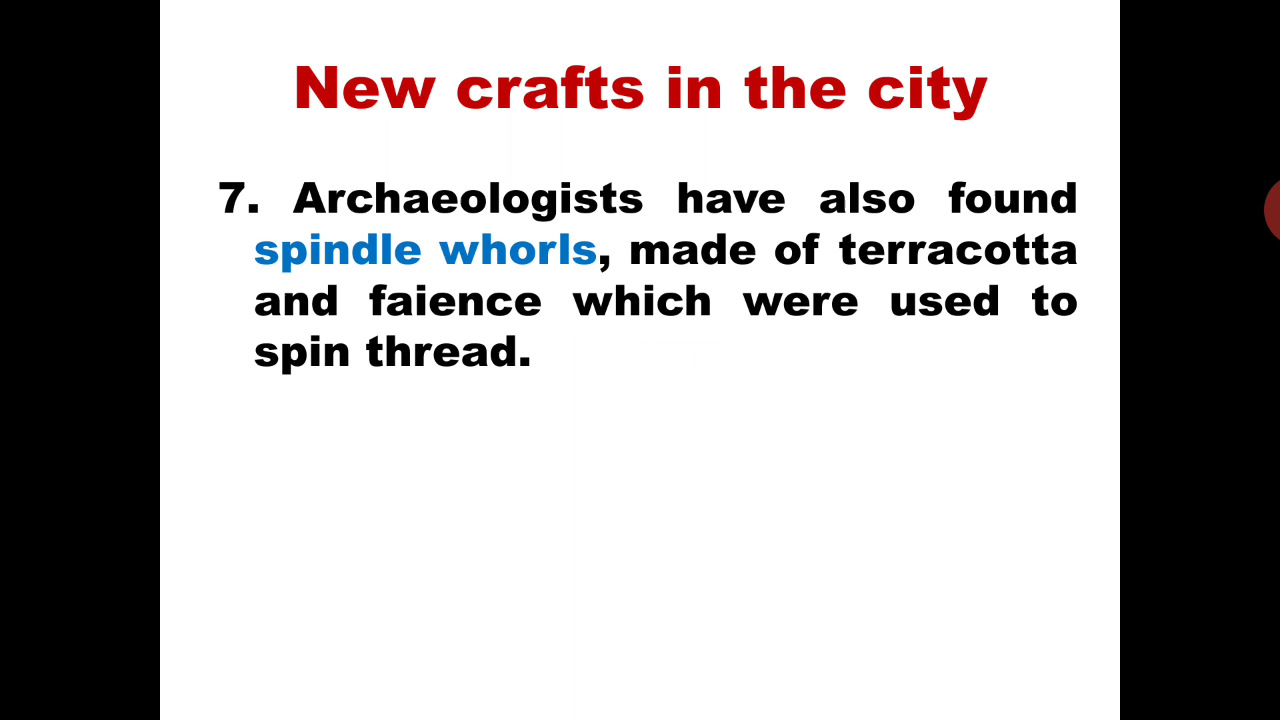 New crafts in the city
7. Archaeologists have also found
spindle whorls, made of terracotta
and faience which were used to
spin thread.